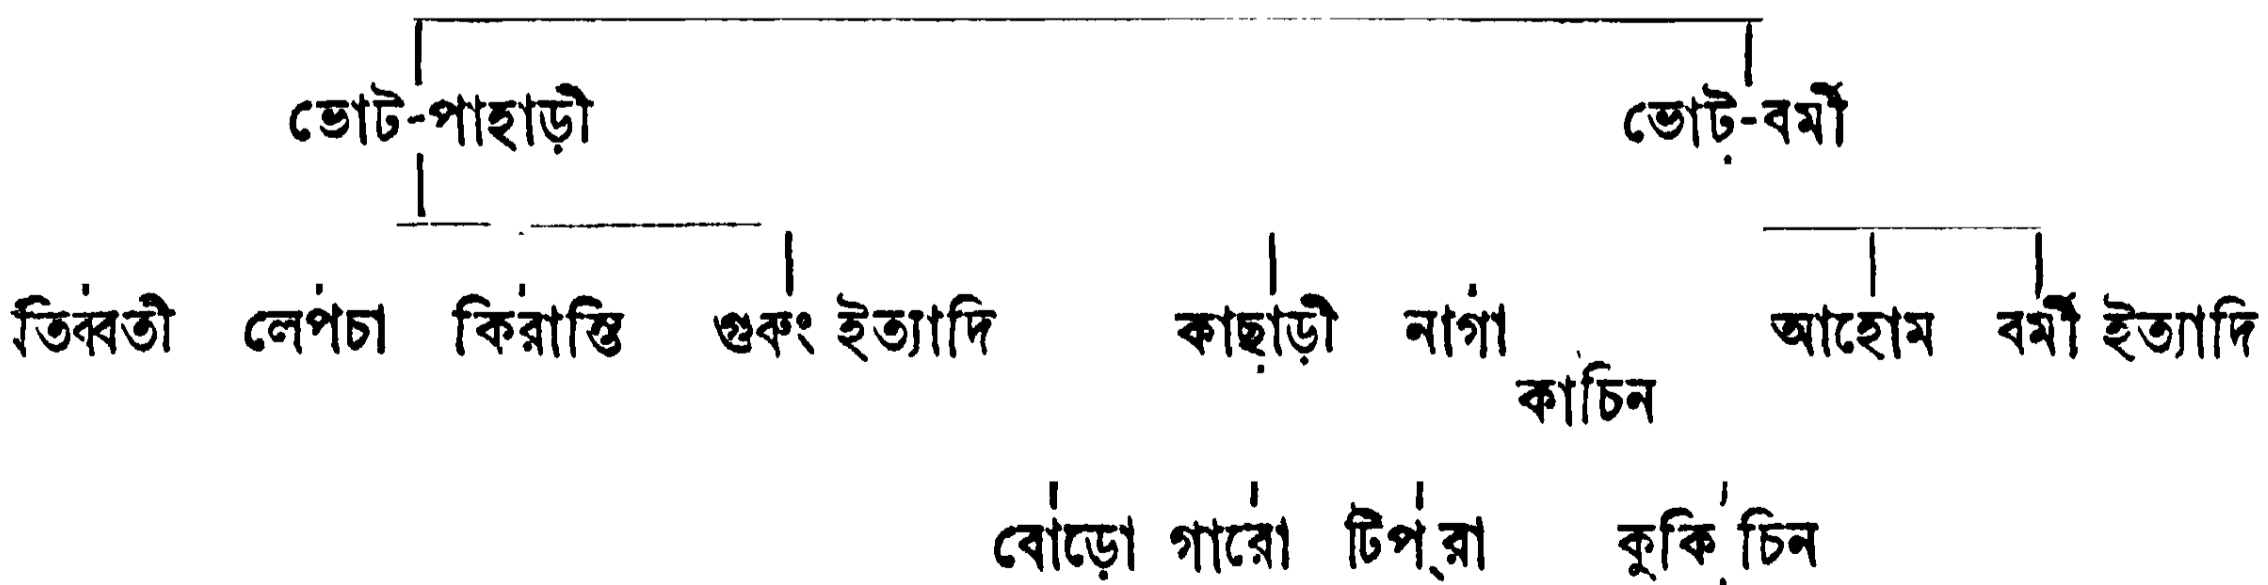 ভোট-পাহাড়ী ভোট-বর্মী
তিব্বতী লেপচা কিরান্তি গুরুং ইত্যাদি কাছাড়ী নাগা আহোম বর্মী ইত্যাদি
কাচিন
বোড়ো গারো টিপ্‌রা কুকি চিন